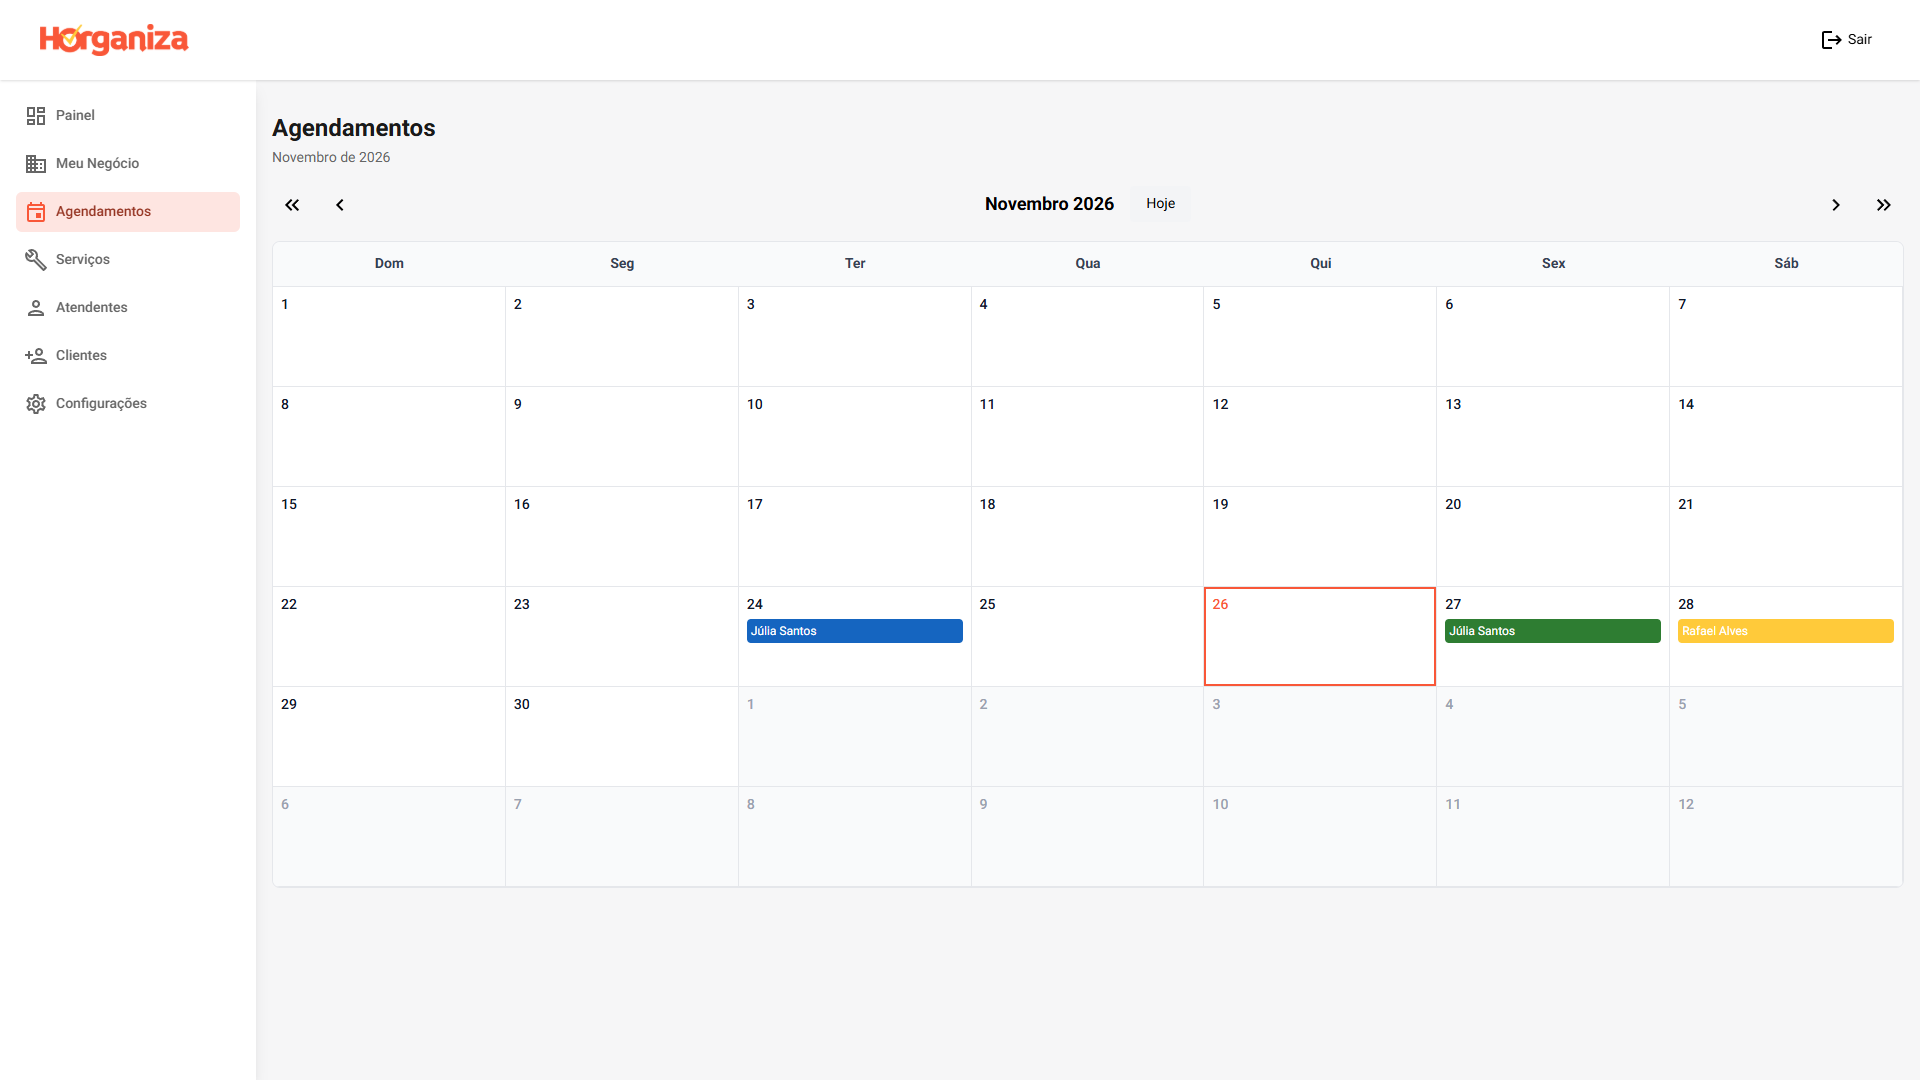 Horganiza
Sair
Painel
Meu Negócio
Agendamentos
Serviços
Atendentes
Clientes
Configurações
Agendamentos
Novembro de 2026
Novembro 2026 Hoje
Dom Seg Ter Qua Qui Sex Sáb
1 2 3 4 5 6 7
8 9 10 11 12 13 14
15 16 17 18 19 20 21
22 23 24 25 26 27 28
Júlia Santos Júlia Santos Rafael Alves
29 30 1 2 3 4 5
6 7 8 9 10 11 12